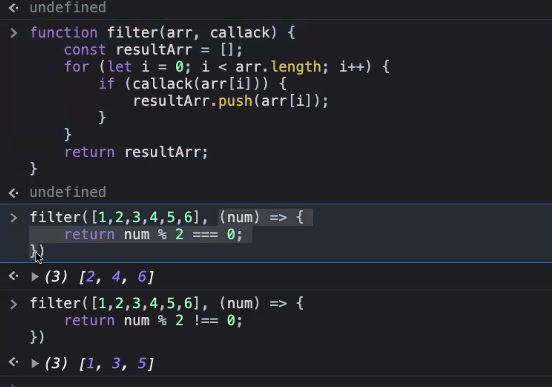 undefined
function filter(arr, callack) {
    const resultArr = [];
    for (let i = 0; i < arr.length; i++) {
        if (callack(arr[i])) {
            resultArr.push(arr[i]);
        }
    }
    return resultArr;
}
undefined
filter([1,2,3,4,5,6], (num) => {
    return num % 2 === 0;
})
(3) [2, 4, 6]
filter([1,2,3,4,5,6], (num) => {
    return num % 2 !== 0;
})
(3) [1, 3, 5]